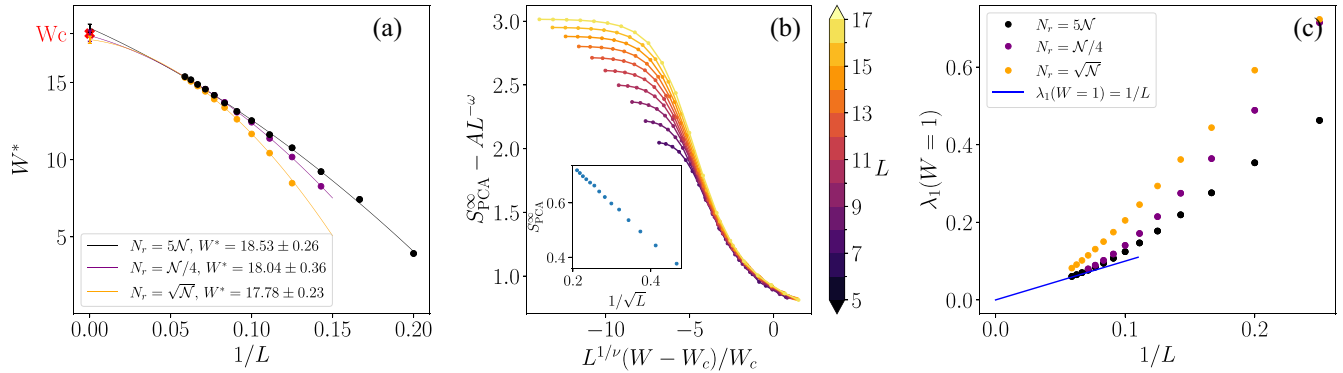 (a)
Wc
15
10
5
W*
0.00
0.05
0.10
0.15
0.20
1/L
N_r = 5𝒩, W* = 18.53 ± 0.26
N_r = 𝒩/4, W* = 18.04 ± 0.36
N_r = √𝒩, W* = 17.78 ± 0.23
(b)
3.0
2.5
2.0
1.5
1.0
S^∞_PCA − AL^−ω
−10
−5
0
L^{1/ν}(W − W_c)/W_c
S^∞_PCA
0.6
0.4
0.2
0.3
0.4
1/√L
17
15
13
11
9
7
5
L
(c)
N_r = 5𝒩
N_r = 𝒩/4
N_r = √𝒩
λ_1(W = 1) = 1/L
0.6
0.4
0.2
0.0
λ_1(W = 1)
0.0
0.1
0.2
1/L